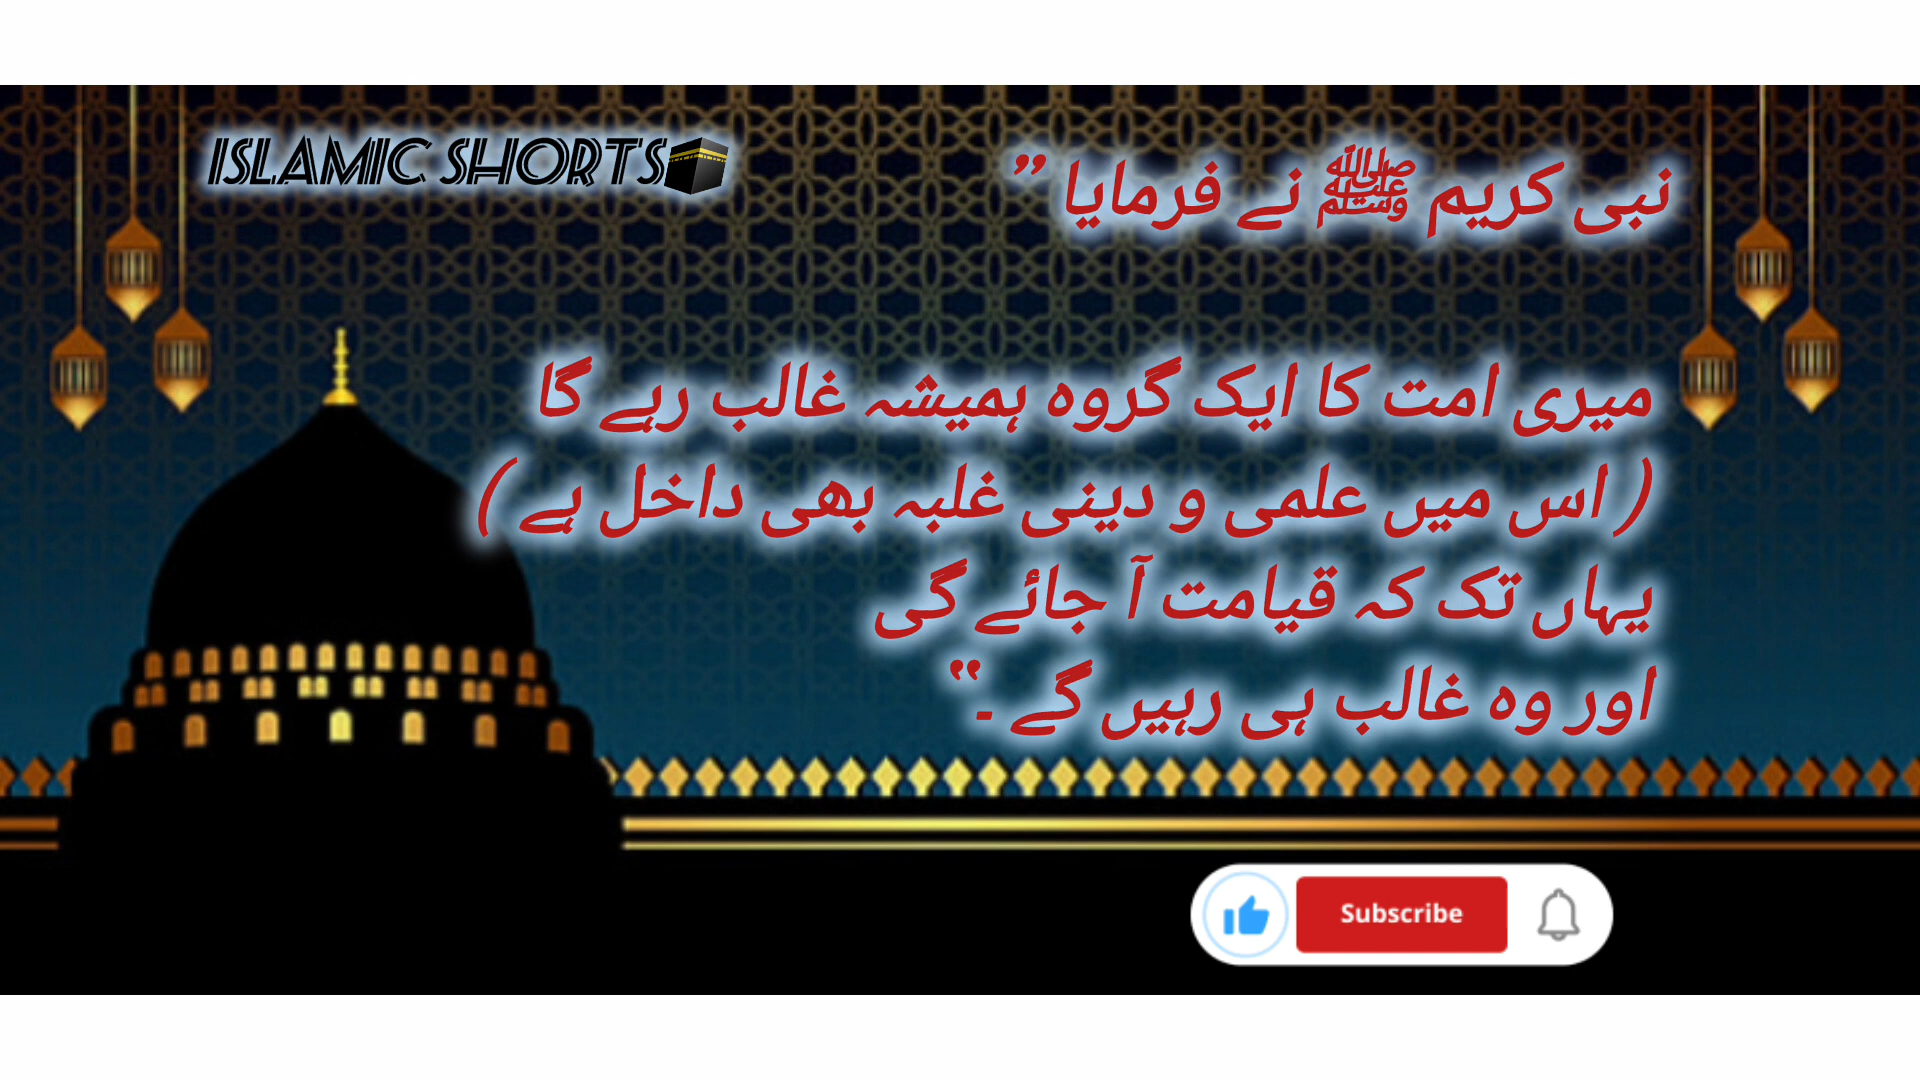 ISLAMIC SHORTS
نبی کریم ﷺ نے فرمایا ”
میری امت کا ایک گروہ ہمیشہ غالب رہے گا
( اس میں علمی و دینی غلبہ بھی داخل ہے )
یہاں تک کہ قیامت آ جائے گی
اور وہ غالب ہی رہیں گے ۔“
Subscribe